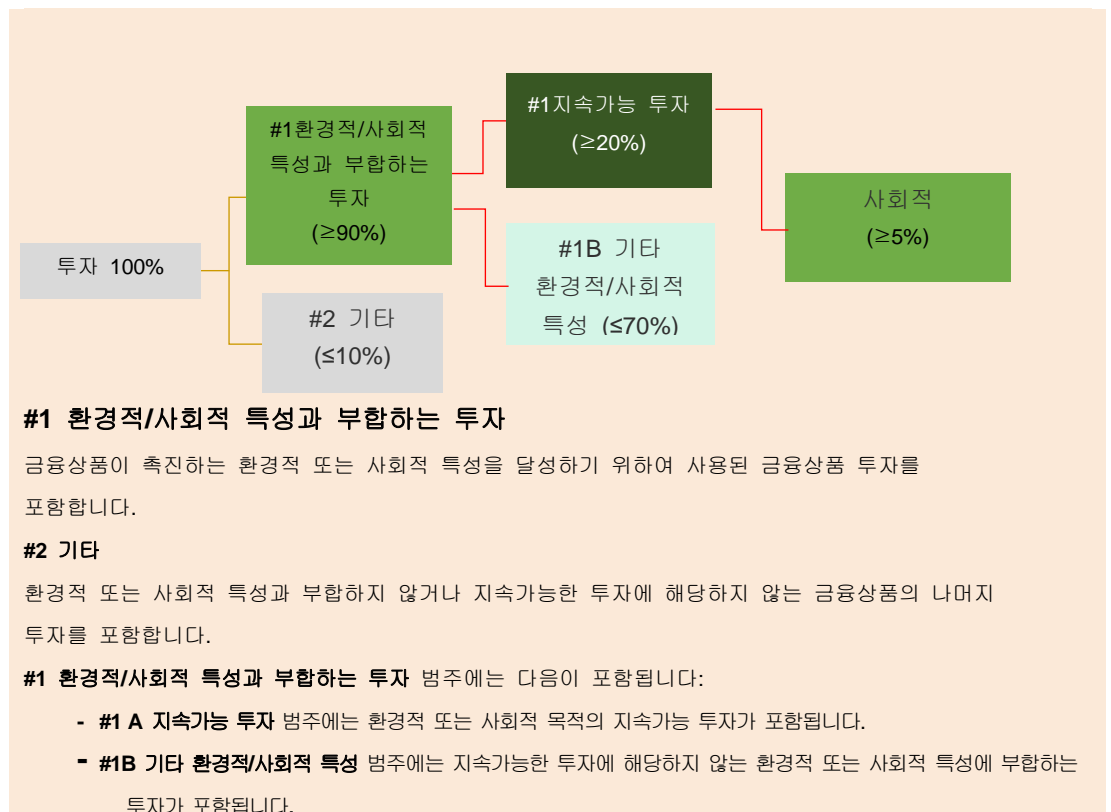 투자 100%
#1환경적/사회적
특성과 부합하는
투자
(≥90%)
#2 기타
(≤10%)
#1지속가능 투자
(≥20%)
#1B 기타
환경적/사회적
특성 (≤70%)
사회적
(≥5%)
#1 환경적/사회적 특성과 부합하는 투자
금융상품이 촉진하는 환경적 또는 사회적 특성을 달성하기 위하여 사용된 금융상품 투자를
포함합니다.
#2 기타
환경적 또는 사회적 특성과 부합하지 않거나 지속가능한 투자에 해당하지 않는 금융상품의 나머지
투자를 포함합니다.
#1 환경적/사회적 특성과 부합하는 투자 범주에는 다음이 포함됩니다:
- #1 A 지속가능 투자 범주에는 환경적 또는 사회적 목적의 지속가능 투자가 포함됩니다.
- #1B 기타 환경적/사회적 특성 범주에는 지속가능한 투자에 해당하지 않는 환경적 또는 사회적 특성에 부합하는
투자가 포함됩니다.